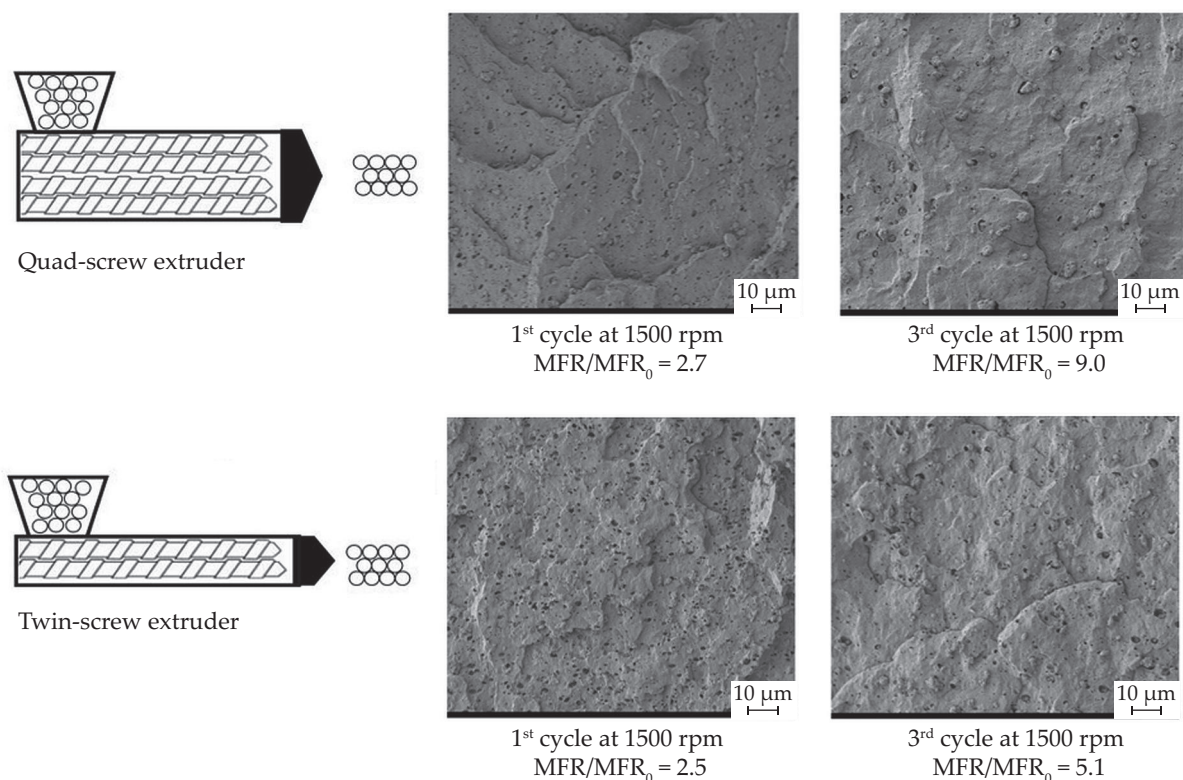 Quad-screw extruder
10 µm
10 µm
1st cycle at 1500 rpm
MFR/MFR₀ = 2.7
3rd cycle at 1500 rpm
MFR/MFR₀ = 9.0
Twin-screw extruder
10 µm
10 µm
1st cycle at 1500 rpm
MFR/MFR₀ = 2.5
3rd cycle at 1500 rpm
MFR/MFR₀ = 5.1